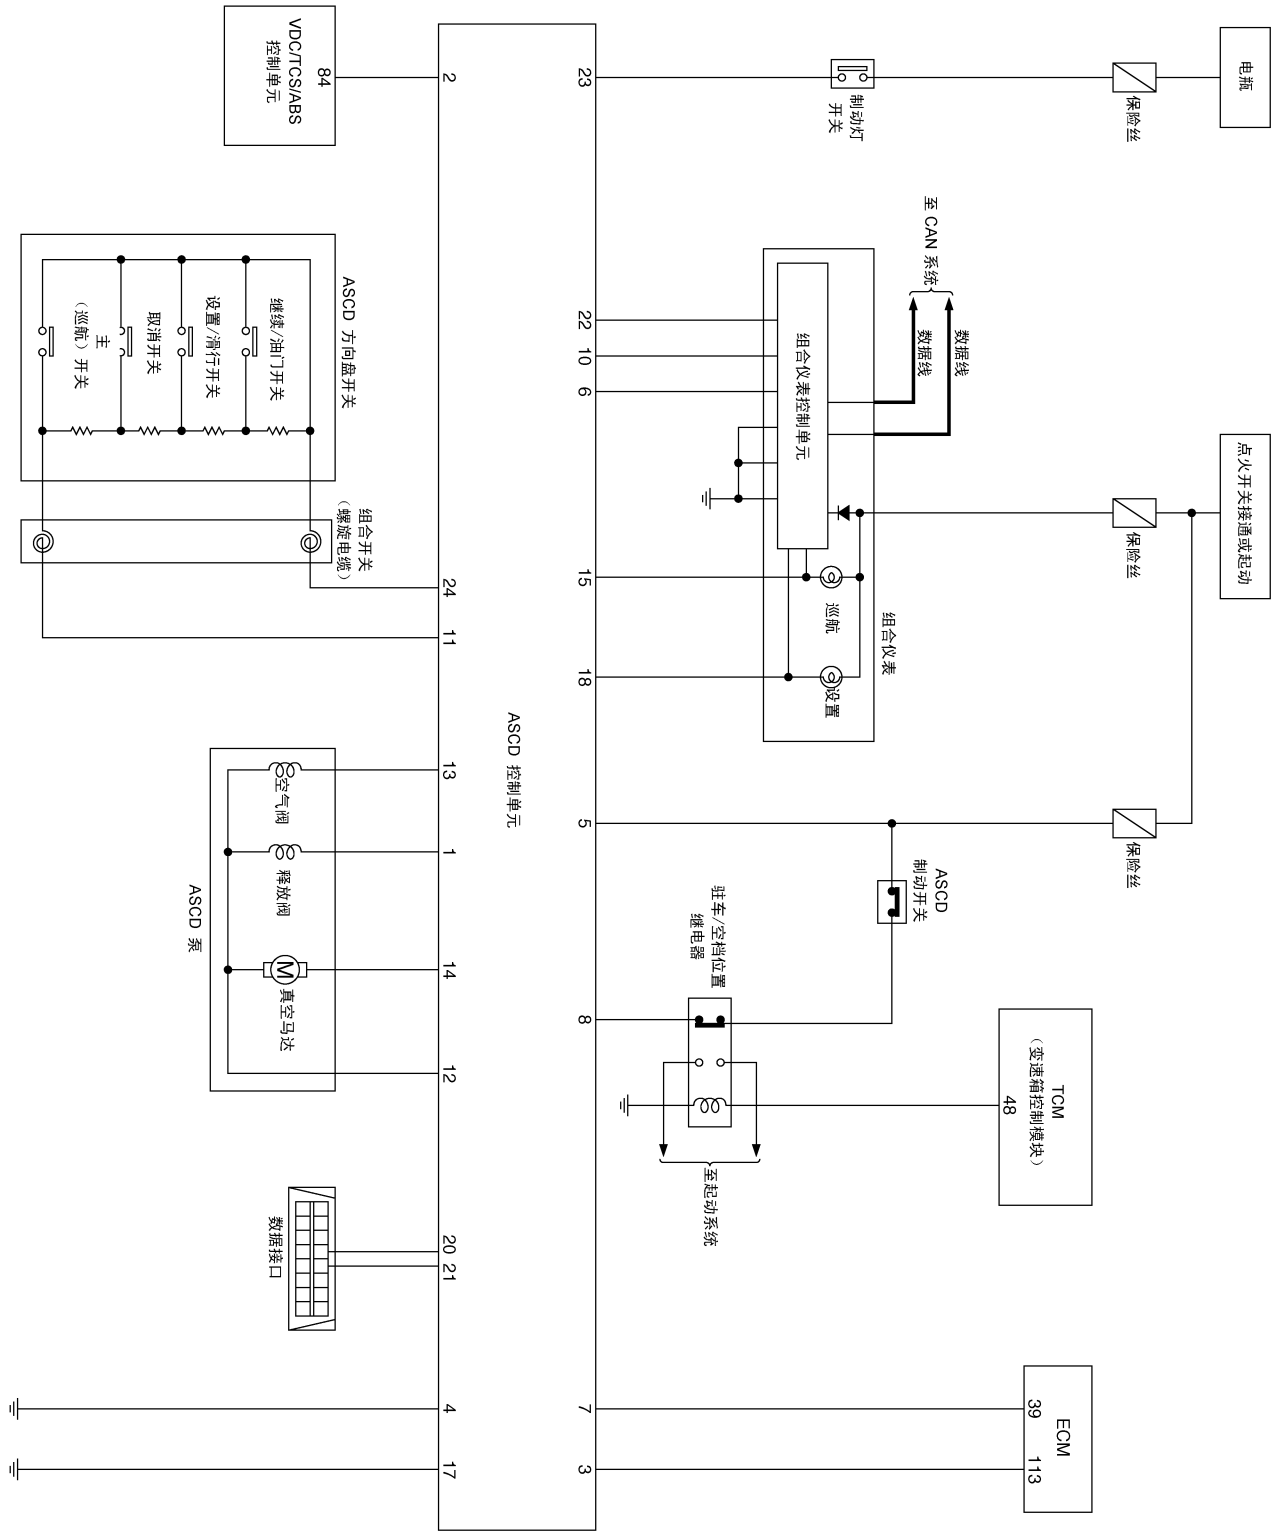 电瓶
保险丝
制动灯
开关
23
2
84
VDC/TCS/ABS
控制单元
点火开关接通或起动
保险丝
保险丝
至 CAN 系统
数据线
数据线
组合仪表
组合仪表控制单元
巡航
设置
22
10
6
15
18
5
8
7
3
ASCD
制动开关
驻车/空档位置
继电器
至起动系统
TCM
（变速箱控制模块）
48
ECM
39
113
ASCD 控制单元
24
11
13
1
14
12
20
21
4
17
ASCD 方向盘开关
继续/油门开关
设置/滑行开关
取消开关
主
（巡航）开关
组合开关
（螺旋电缆）
空气阀
释放阀
M
真空马达
ASCD 泵
数据接口